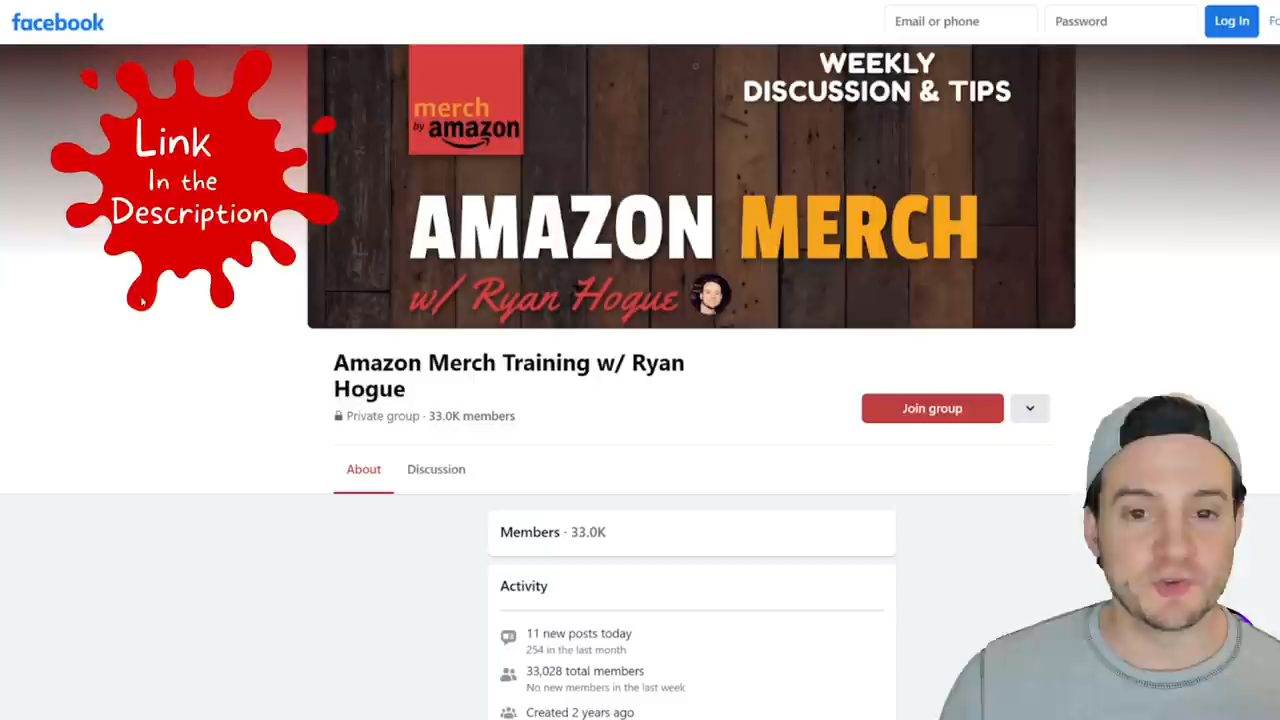 facebook
Email or phone
Password
Log In
Link
In the
Description
WEEKLY
DISCUSSION & TIPS
merch
by amazon
AMAZON MERCH
w/ Ryan Hogue
Amazon Merch Training w/ Ryan
Hogue
Private group · 33.0K members
Join group
About
Discussion
Members · 33.0K
Activity
11 new posts today
254 in the last month
33,028 total members
No new members in the last week
Created 2 years ago